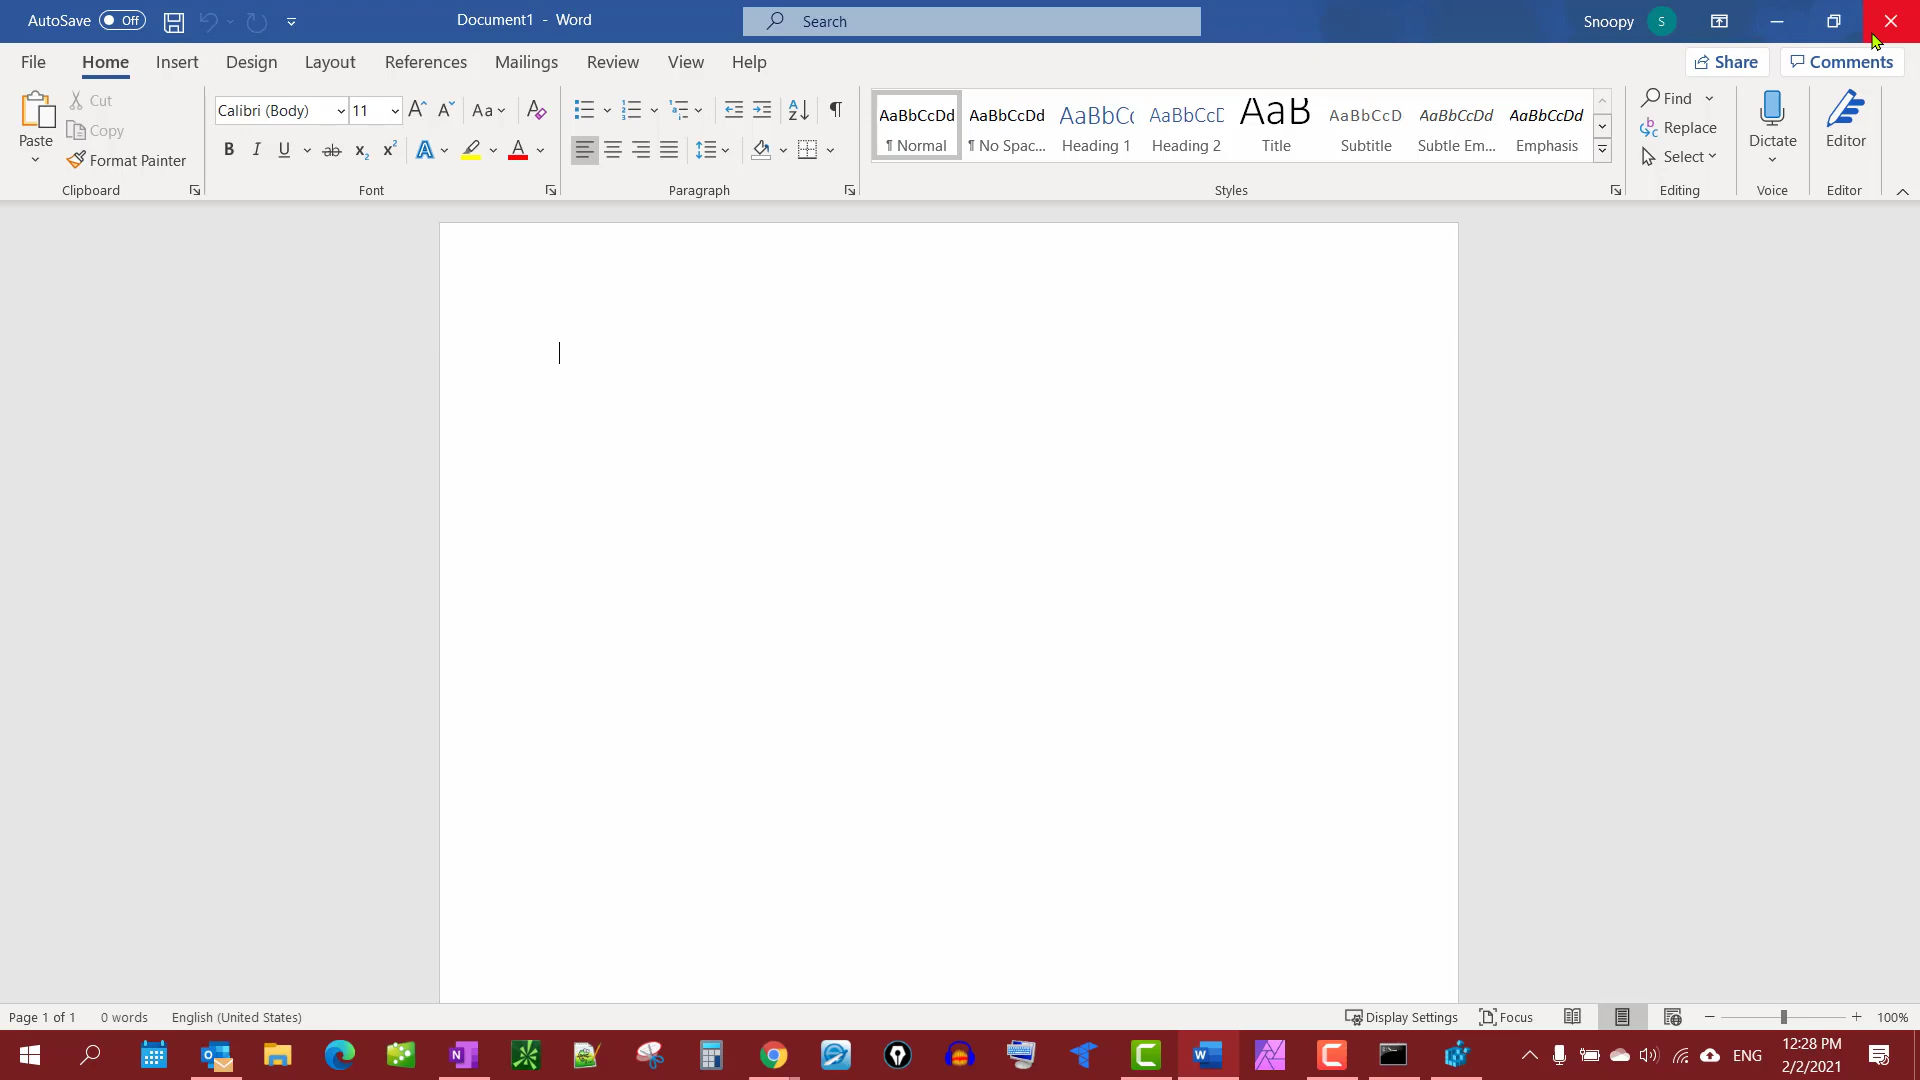 AutoSave Off Document1 - Word Search Snoopy S
File Home Insert Design Layout References Mailings Review View Help Share Comments
Paste Cut Copy Format Painter Clipboard
Calibri (Body) 11 Aa Font
Paragraph
AaBbCcDd AaBbCcDd AaBbCc AaBbCcD AaB AaBbCcD AaBbCcDd AaBbCcDd
¶ Normal ¶ No Spac... Heading 1 Heading 2 Title Subtitle Subtle Em... Emphasis
Styles
Find Replace Select Editing
Dictate Voice
Editor Editor
Page 1 of 1 0 words English (United States) Display Settings Focus 100%
ENG 12:28 PM
2/2/2021